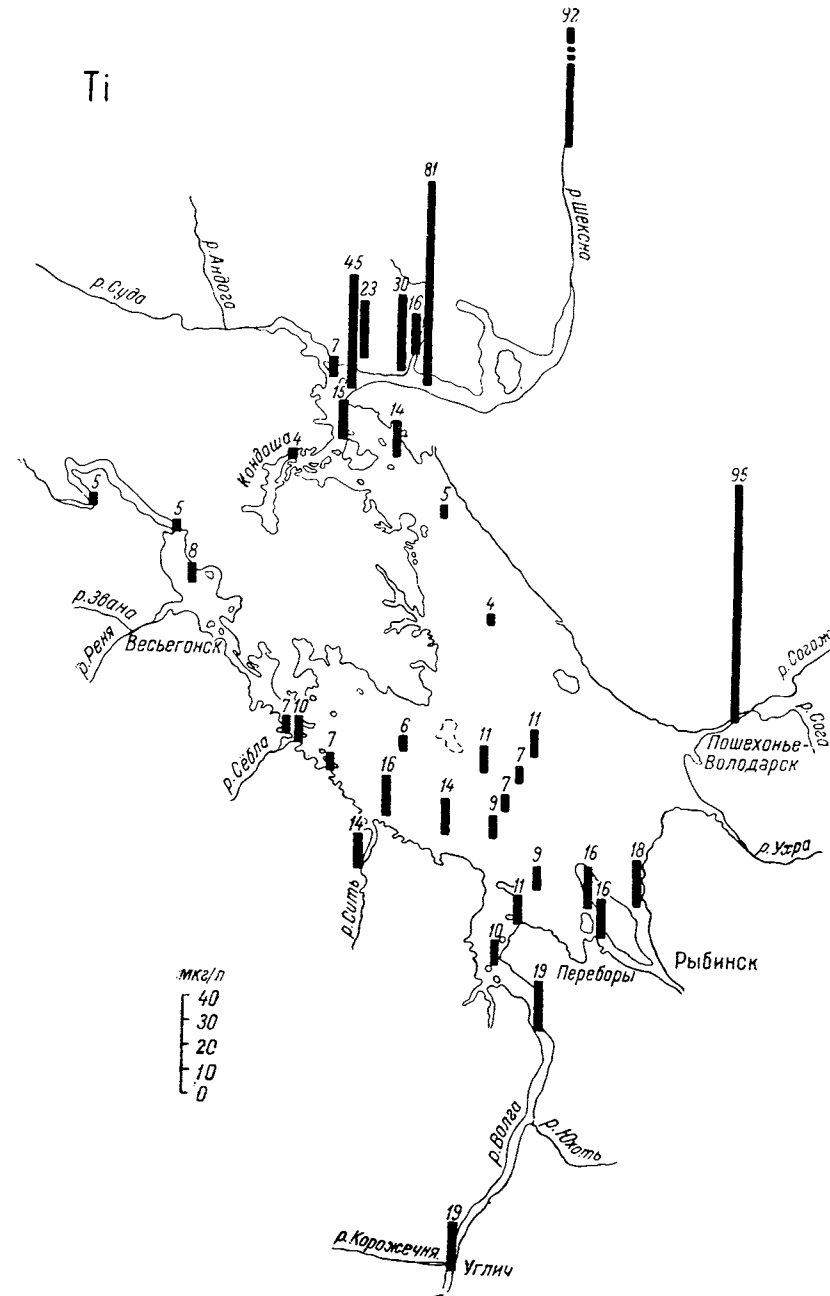 92
Ti
81
р. Шексна
р. Андога
р. Суда
45
23
30
16
7
15
14
4
Кондоша
5
5
5
8
95
4
р. Звана
р. Реня
Весьегонск
р. Согож
р. Сога
Пошехонье-
Володарск
7
10
7
6
11
11
7
7
р. Сёбла
16
14
9
14
р. Сить
р. Ухра
9
16
18
16
11
10
Переборы
Рыбинск
19
мкг/л
40
30
20
10
0
р. Волга
р. Юхоть
19
р. Корожечня
Углич